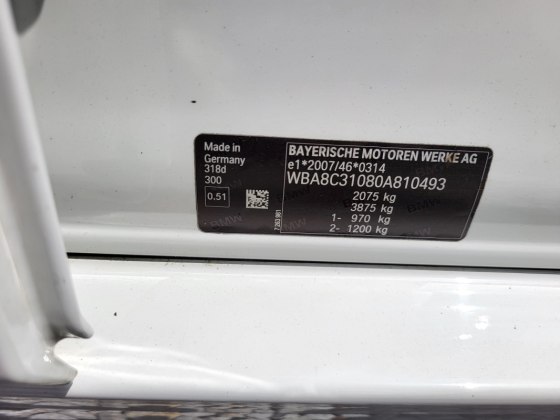 Made in
Germany
318d
300
0.51
BAYERISCHE MOTOREN WERKE AG
e1*2007/46*0314
WBA8C31080A810493
2075 kg
3875 kg
1- 970 kg
2- 1200 kg